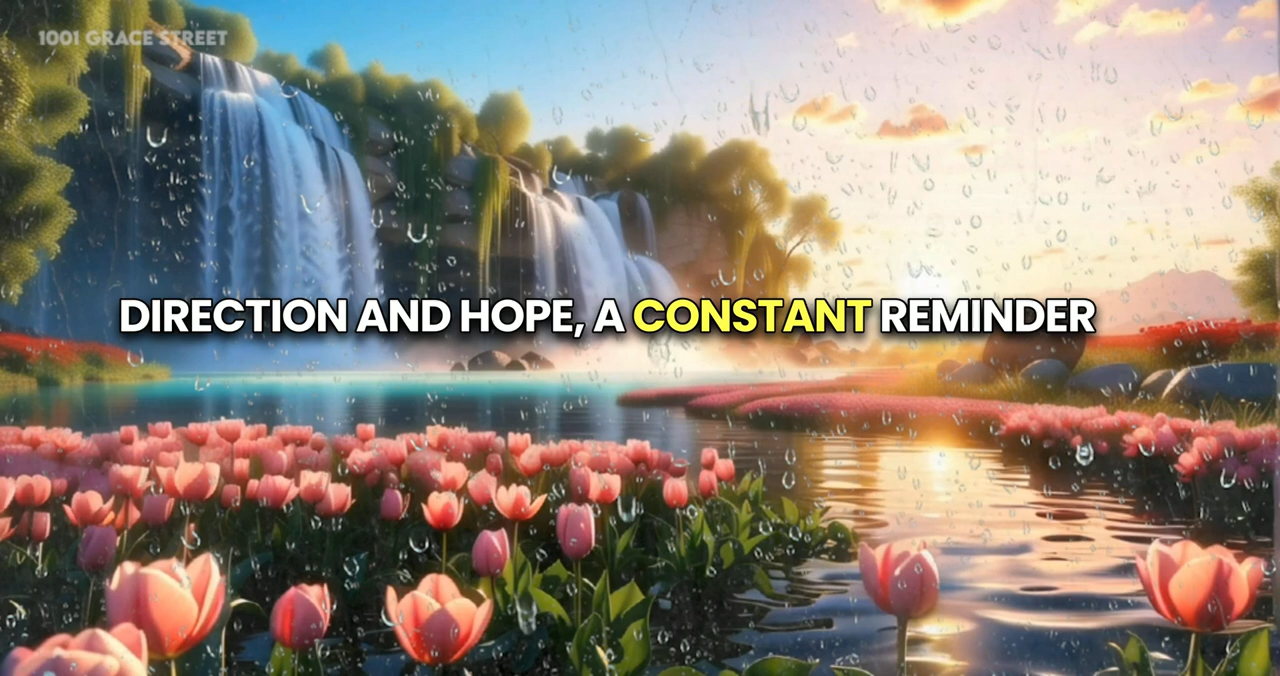 1001 GRACE STREET
DIRECTION AND HOPE, A CONSTANT REMINDER